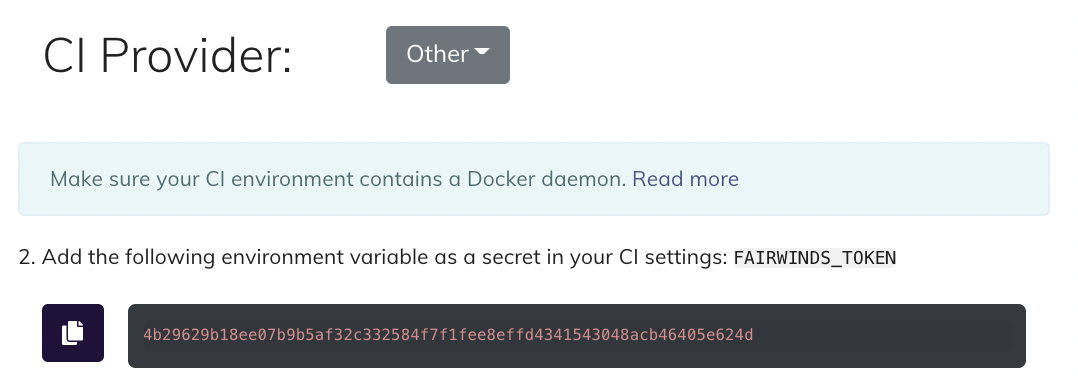 CI Provider: Other
Make sure your CI environment contains a Docker daemon. Read more
2. Add the following environment variable as a secret in your CI settings: FAIRWINDS_TOKEN
4b29629b18ee07b9b5af32c332584f7f1fee8effd4341543048acb46405e624d